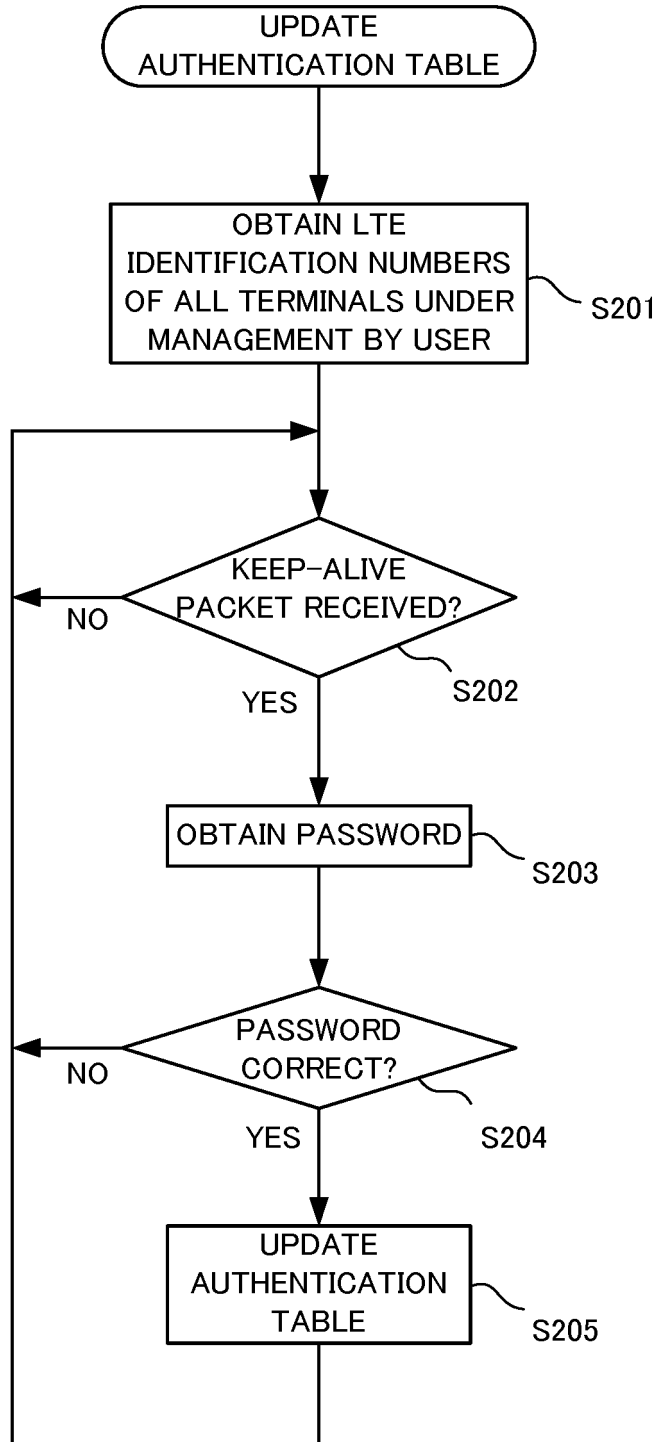 UPDATE
AUTHENTICATION TABLE
OBTAIN LTE
IDENTIFICATION NUMBERS
OF ALL TERMINALS UNDER
MANAGEMENT BY USER
S201
KEEP-ALIVE
PACKET RECEIVED?
NO
S202
YES
OBTAIN PASSWORD
S203
PASSWORD
CORRECT?
NO
S204
YES
UPDATE
AUTHENTICATION
TABLE
S205